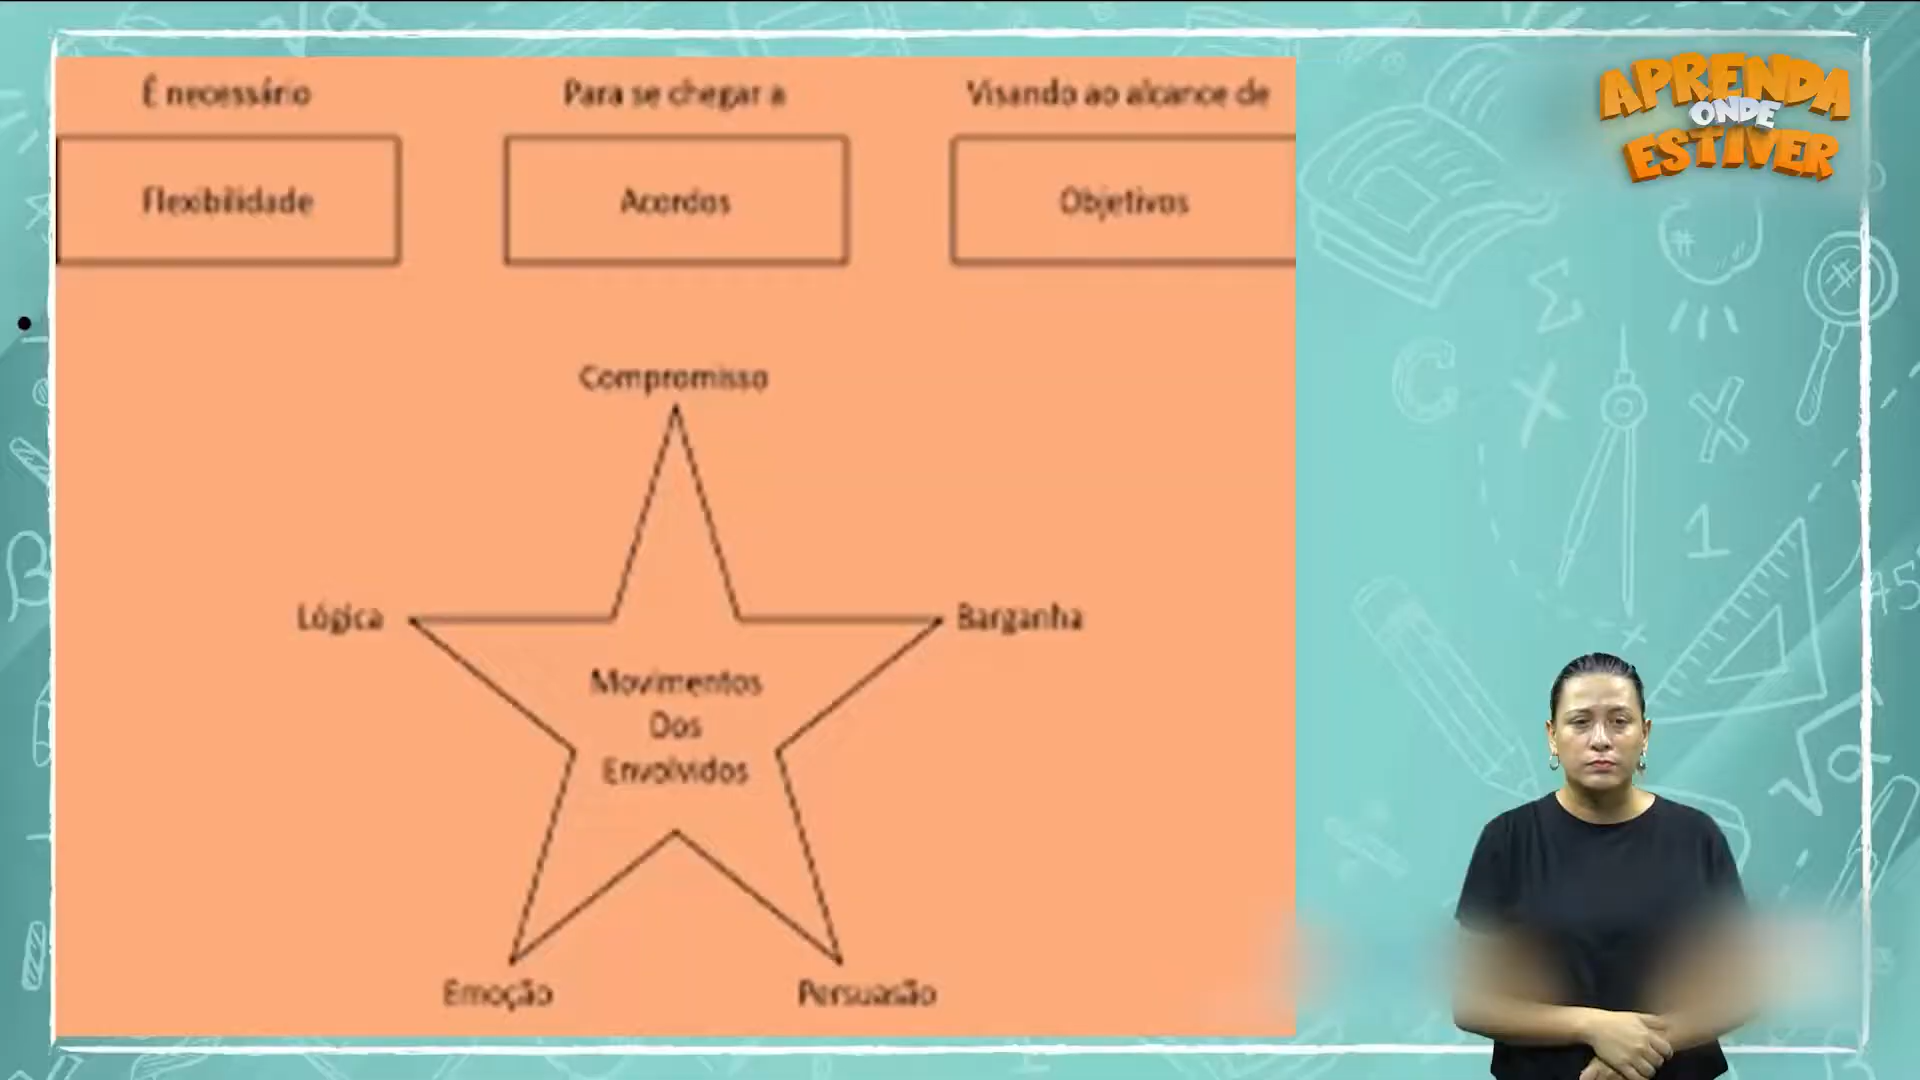 É necessário
Para se chegar a
Visando ao alcance de
Flexibilidade
Acordos
Objetivos
Compromisso
Lógica
Barganha
Movimentos
Dos
Envolvidos
Emoção
Persuasão
APRENDA
ONDE
ESTIVER